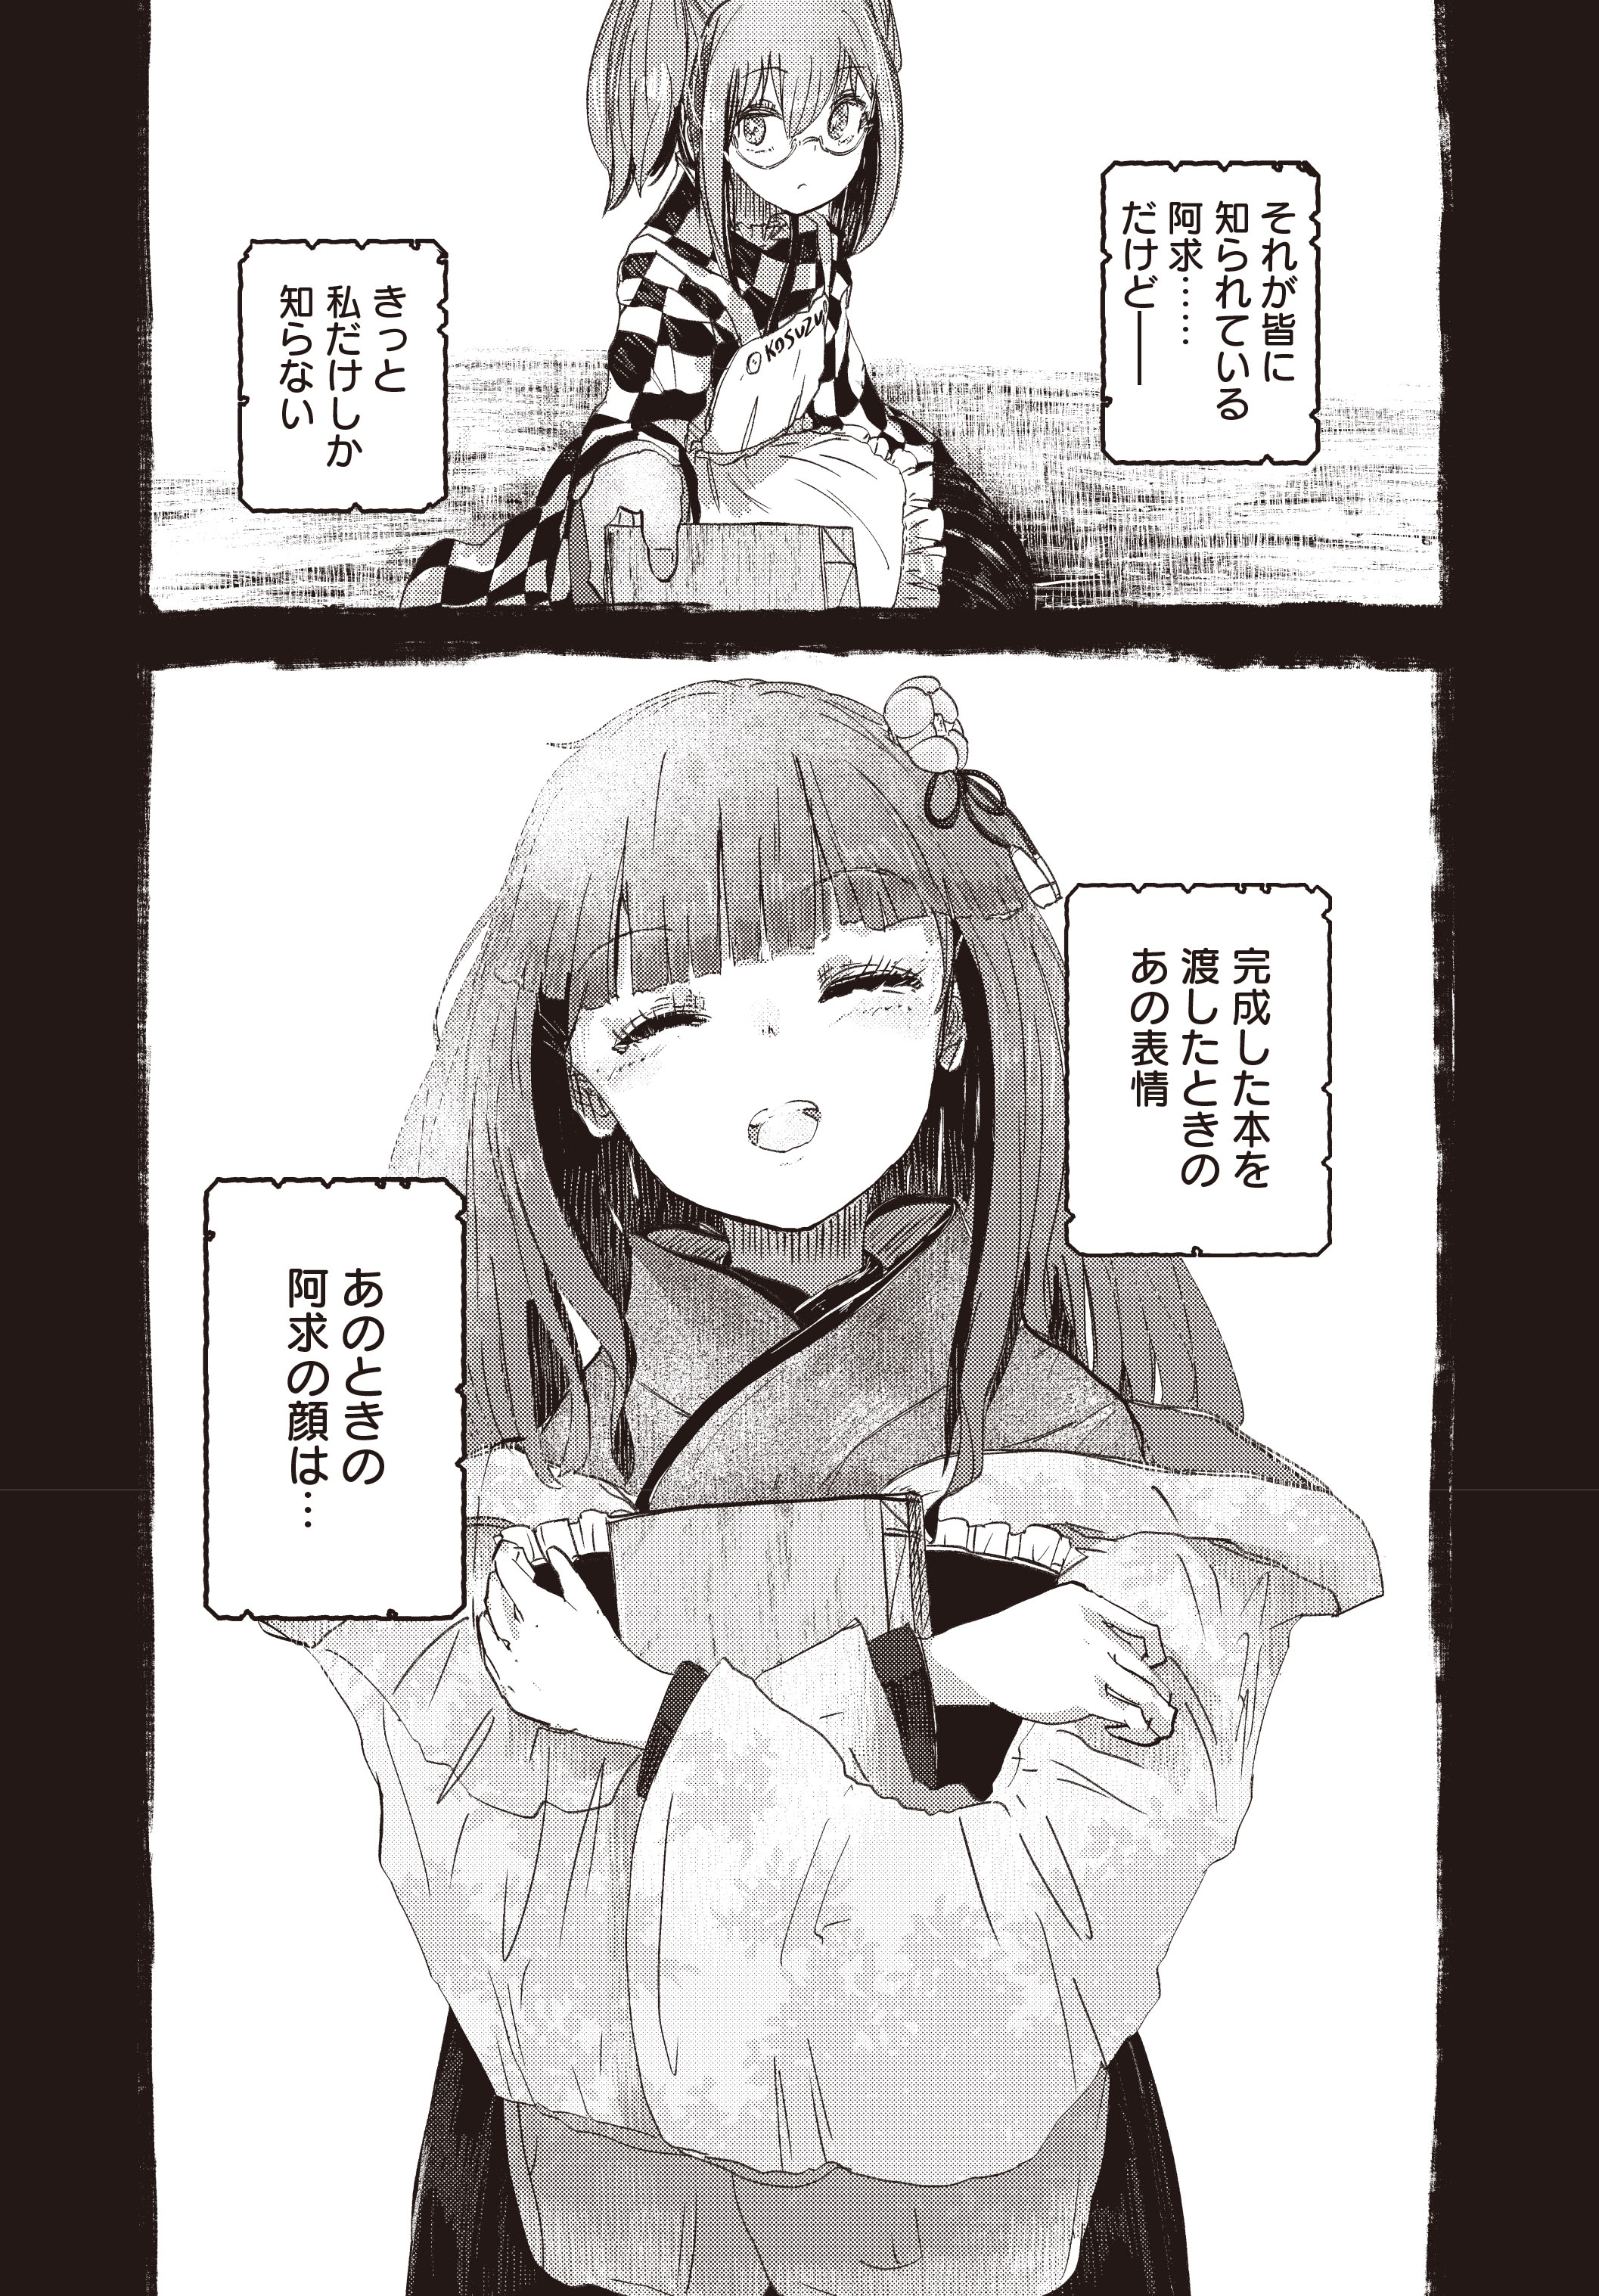 それが皆に
知られている
阿求……
だけど――
©KOSUZU
きっと
私だけしか
知らない
完成した本を
渡したときの
あの表情
あのときの
阿求の顔は…